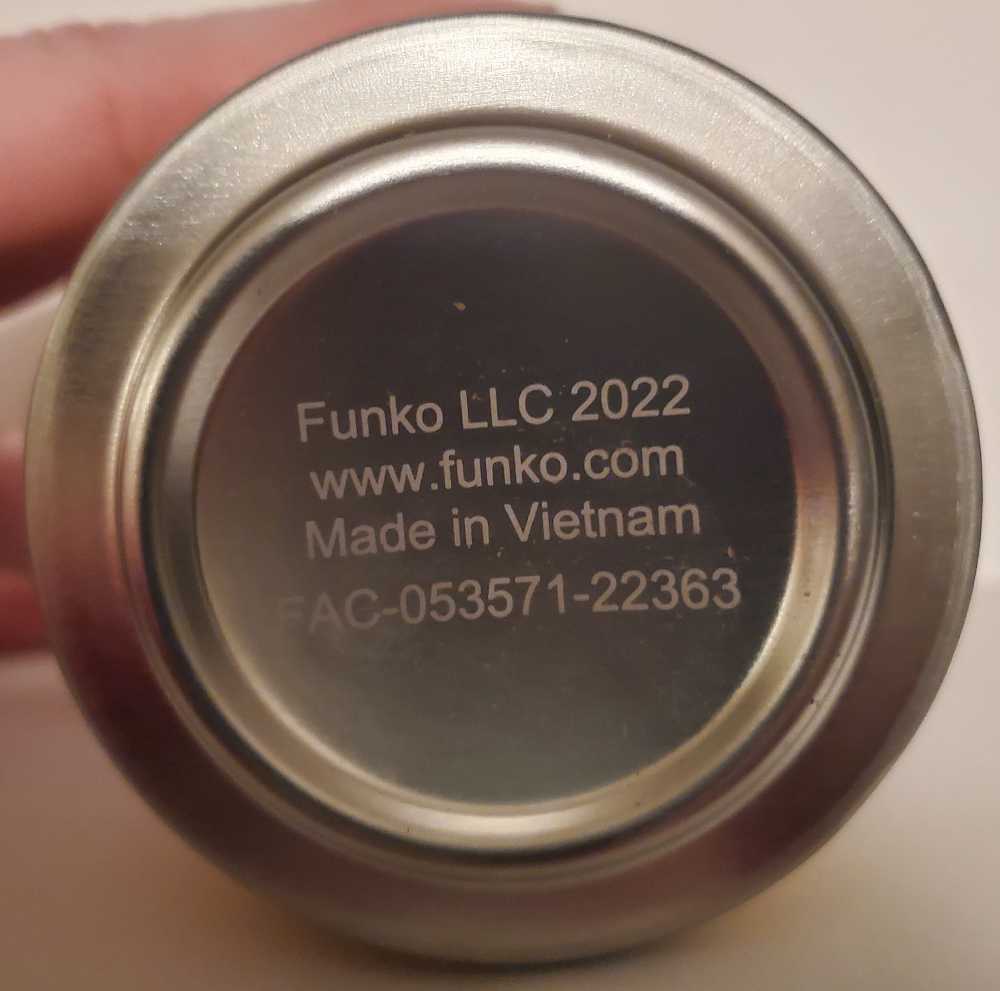 Funko LLC 2022
www.funko.com
Made in Vietnam
FAC-053571-22363